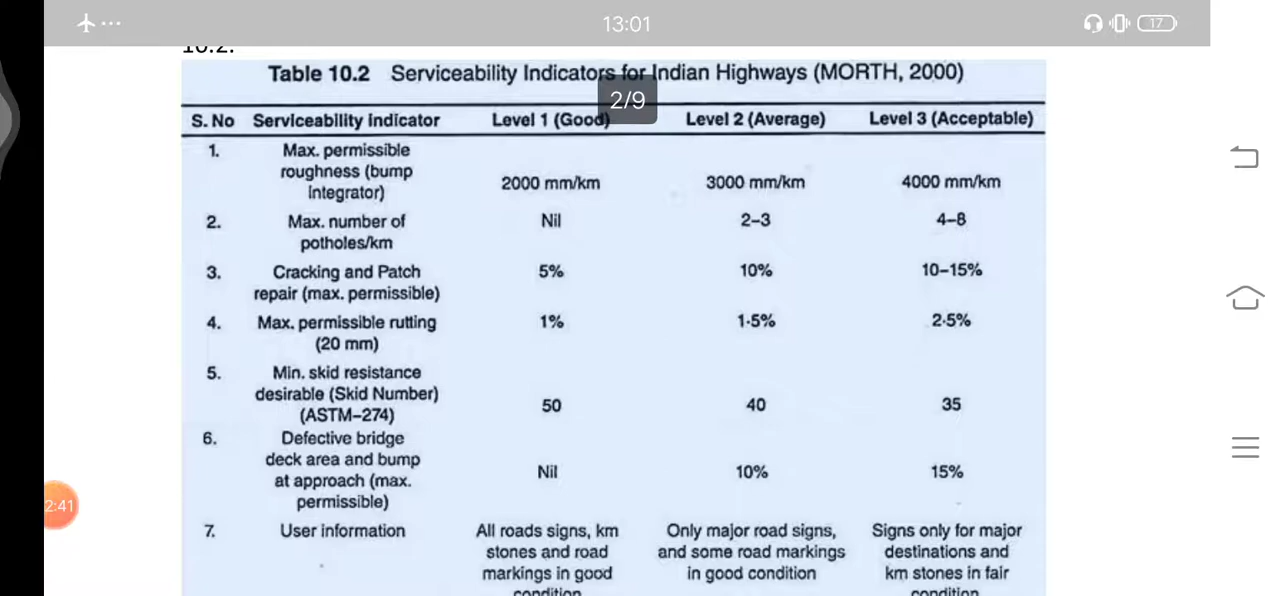 13:01
17
10.2.
Table 10.2 Serviceability Indicators for Indian Highways (MORTH, 2000)
2/9
S. No Serviceability indicator Level 1 (Good) Level 2 (Average) Level 3 (Acceptable)
1. Max. permissible
roughness (bump
integrator) 2000 mm/km 3000 mm/km 4000 mm/km
2. Max. number of Nil 2–3 4–8
potholes/km
3. Cracking and Patch 5% 10% 10–15%
repair (max. permissible)
4. Max. permissible rutting 1% 1·5% 2·5%
(20 mm)
5. Min. skid resistance
desirable (Skid Number) 50 40 35
(ASTM–274)
6. Defective bridge
deck area and bump Nil 10% 15%
at approach (max.
permissible)
2:41
7. User information All roads signs, km Only major road signs, Signs only for major
stones and road and some road markings destinations and
markings in good in good condition km stones in fair
condition condition